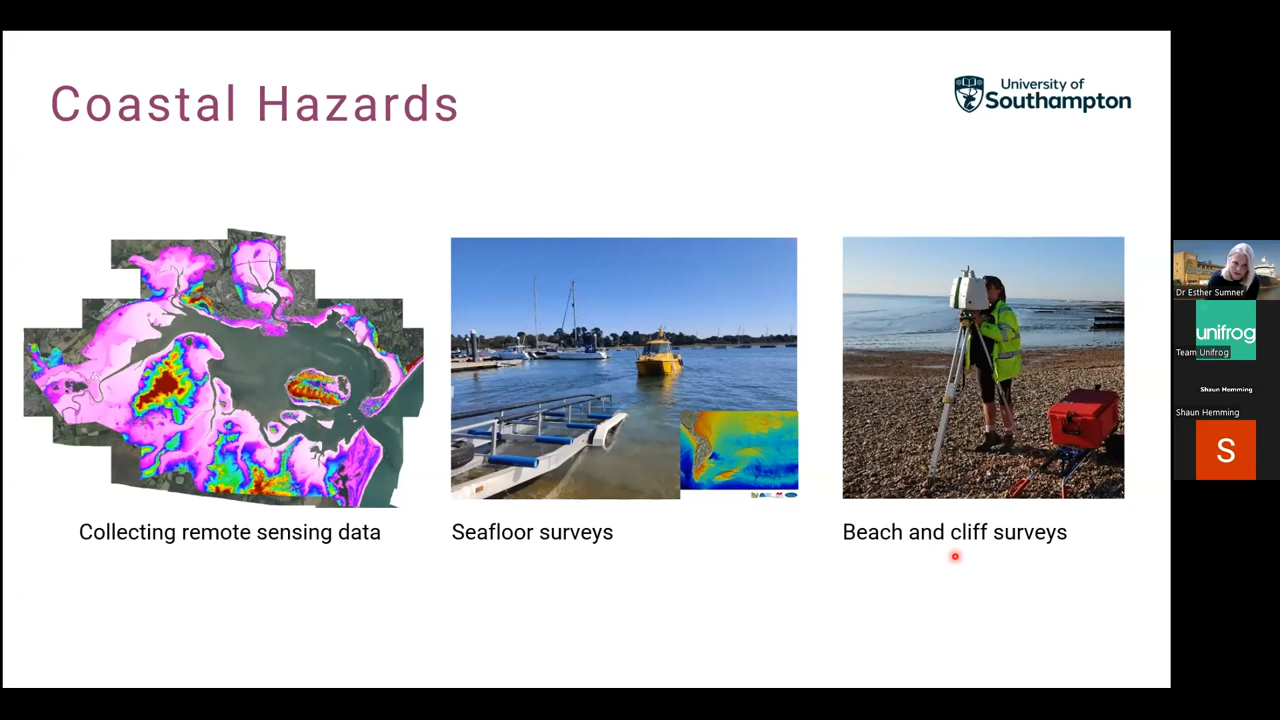 Coastal Hazards
University of
Southampton
Collecting remote sensing data
Seafloor surveys
Beach and cliff surveys
Dr Esther Sumner
unifrog
Team Unifrog
Shaun Hemming
Shaun Hemming
S